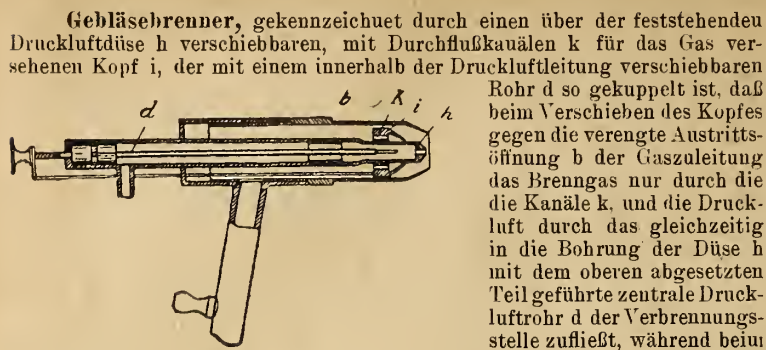 Gebläsebrenner, gekennzeichuet durch einen über der feststehendeu
Druckluftdüse h verschiebbaren, mit Durchflußkauälen k für das Gas ver-
sehenen Kopf i, der mit einem innerhalb der Druckluftleitung verschiebbaren
Rohr d so gekuppelt ist, daß
beim Verschieben des Kopfes
gegen die verengte Austritts-
öffnung b der Gaszuleitung
das Brenngas nur durch die
die Kanäle k, und die Druck-
luft durch das gleichzeitig
in die Bohrung der Düse h
mit dem oberen abgesetzten
Teil geführte zentrale Druck-
luftrohr d der Verbrennungs-
stelle zufließt, während beim
d
b K i h